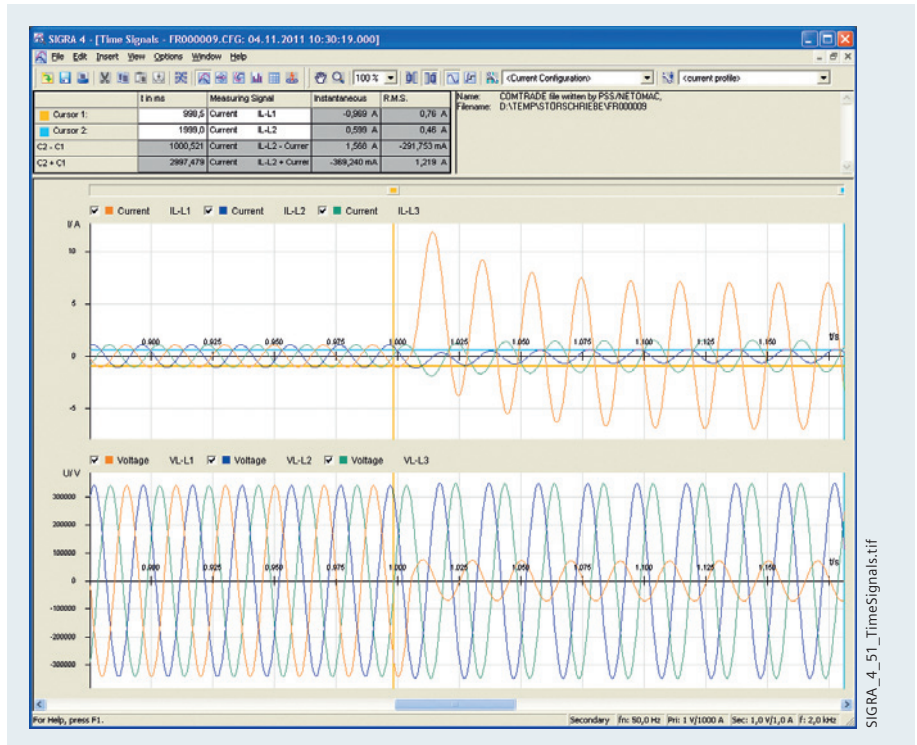 SIGRA 4 - [Time Signals - FR000009.CFG: 04.11.2011 10:30:19.000]
File Edit Insert View Options Window Help
100 % <Current Configuration> <current profile>
t in ms Measuring Signal Instantaneous R.M.S.
Cursor 1: 998,5 Current IL-L1 -0,969 A 0,76 A
Cursor 2: 1999,0 Current IL-L2 0,599 A 0,46 A
C2 - C1 1000,521 Current IL-L2 - Currer 1,568 A -291,753 mA
C2 + C1 2997,479 Current IL-L2 + Currer -369,240 mA 1,219 A
Name: COMTRADE file written by PSS/NETOMAC,
Filename: D:\TEMP\STORSCHRIEBE\FR000009
Current IL-L1 Current IL-L2 Current IL-L3
I/A
10
5
0
-5
0.900 0.925 0.950 0.975 1.000 1.025 1.050 1.075 1.100 1.125 1.150 t/s
Voltage VL-L1 Voltage VL-L2 Voltage VL-L3
U/V
300000
200000
100000
0
-100000
-200000
-300000
0.900 0.925 0.950 0.975 1.000 1.025 1.050 1.075 1.100 1.125 1.150 t/s
For Help, press F1.
Secondary fn: 50,0 Hz Pri: 1 V/1000 A Sec: 1,0 V/1,0 A f: 2,0 kHz
SIGRA_4_51_TimeSignals.tif